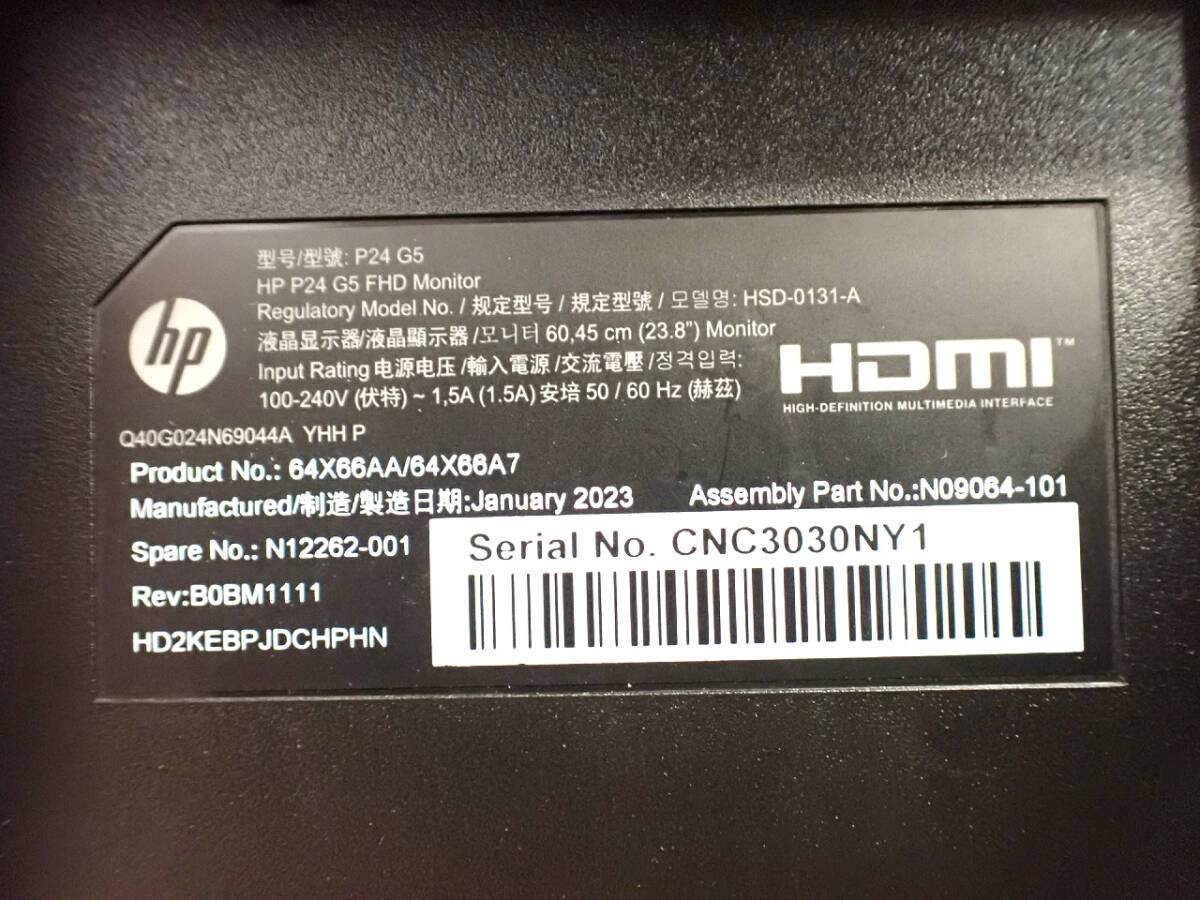 型号/型號: P24 G5
HP P24 G5 FHD Monitor
Regulatory Model No. / 规定型号 / 規定型號 / 모델명: HSD-0131-A
液晶显示器/液晶顯示器 /모니터 60,45 cm (23.8") Monitor
Input Rating 电源电压 /輸入電源 /交流電壓 /정격입력:
100-240V (伏特) ~ 1,5A (1.5A) 安培 50 / 60 Hz (赫茲)
hp
HDMI™
HIGH-DEFINITION MULTIMEDIA INTERFACE
Q40G024N69044A YHH P
Product No.: 64X66AA/64X66A7
Manufactured/制造/製造日期:January 2023
Assembly Part No.:N09064-101
Spare No.: N12262-001
Serial No. CNC3030NY1
Rev:B0BM1111
HD2KEBPJDCHPHN